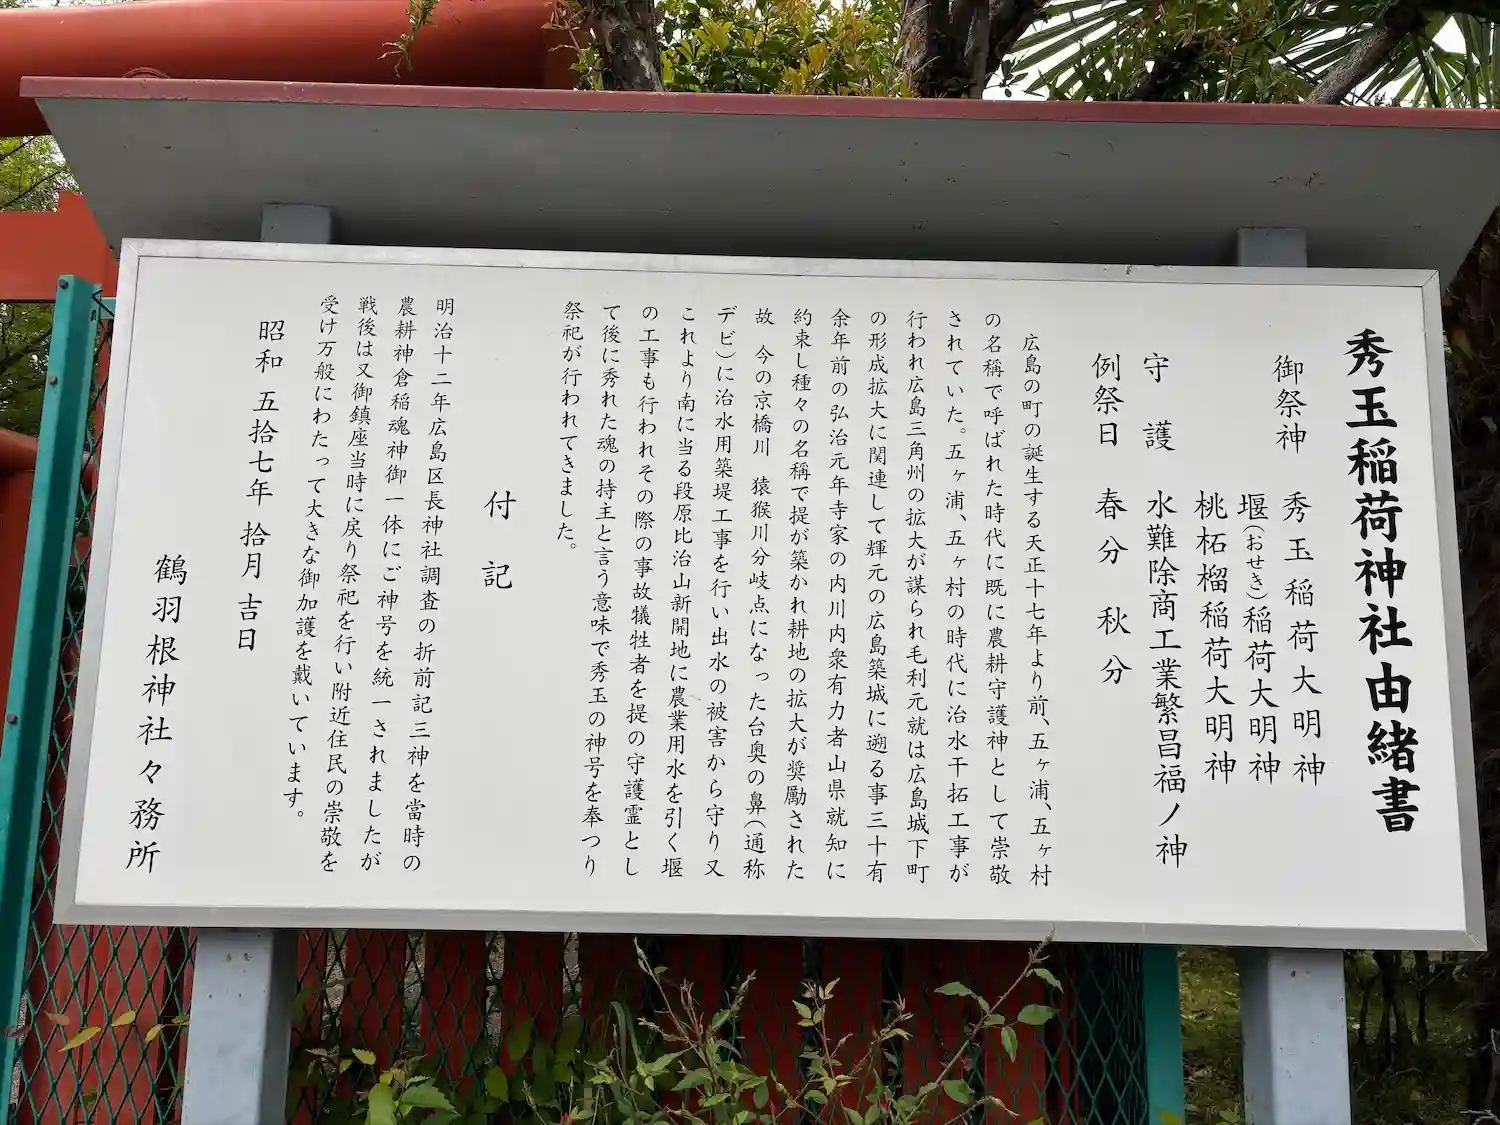 秀玉稲荷神社由緒書
御祭神 秀玉稲荷大明神
堰(おせき)稲荷大明神
桃柘榴稲荷大明神
守護 水難除商工業繁昌福ノ神
例祭日 春分 秋分
広島の町の誕生する天正十七年より前、五ヶ浦、五ヶ村
の名稱で呼ばれた時代に既に農耕守護神として崇敬
されていた。五ヶ浦、五ヶ村の時代に治水干拓工事が
行われ広島三角州の拡大が謀られ毛利元就は広島城下町
の形成拡大に関連して輝元の広島築城に遡る事三十有
余年前の弘治元年寺家の内川内衆有力者山県就知に
約束し種々の名稱で提が築かれ耕地の拡大が奨励された
故 今の京橋川 猿猴川分岐点になった台奥の鼻(通称
デビ)に治水用築堤工事を行い出水の被害から守り又
これより南に当る段原比治山新開地に農業用水を引く堰
の工事も行われその際の事故犠牲者を提の守護霊とし
て後に秀れた魂の持主と言う意味で秀玉の神号を奉つり
祭祀が行われてきました。
付記
明治十二年広島区長神社調査の折前記三神を當時の
農耕神倉稲魂神御一体にご神号を統一されましたが
戦後は又御鎮座当時に戻り祭祀を行い附近住民の崇敬を
受け万般にわたって大きな御加護を戴いています。
昭和五拾七年拾月吉日
鶴羽根神社々務所